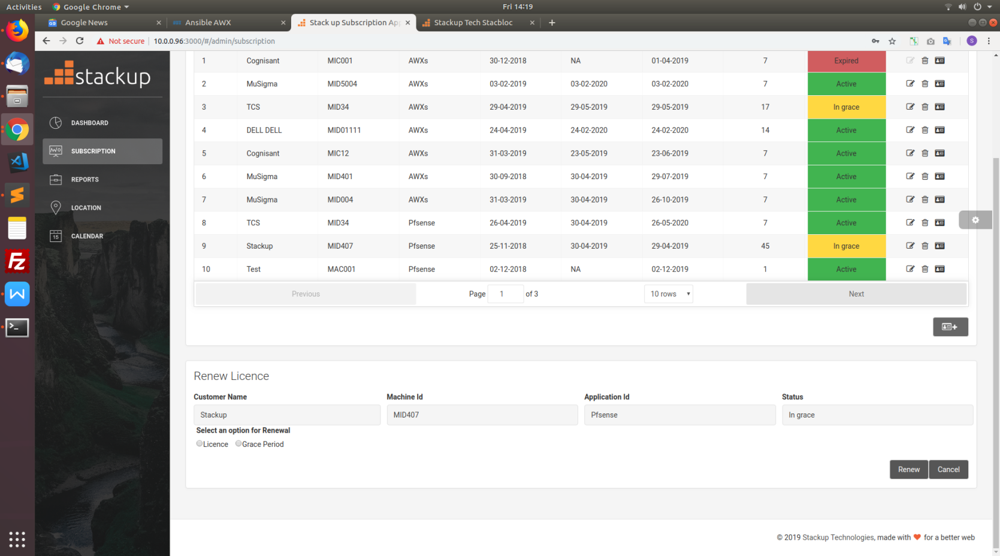 Activities Google Chrome Fri 14:19
Google News Ansible AWX Stack up Subscription Ap Stackup Tech Stacbloc
Not secure 10.0.0.96:3000/#/admin/subscription S
stackup
DASHBOARD
SUBSCRIPTION
REPORTS
LOCATION
15 CALENDAR
1 Cognisant MIC001 AWXs 30-12-2018 NA 01-04-2019 7 Expired
2 MuSigma MID5004 AWXs 03-02-2019 03-02-2020 03-02-2020 7 Active
3 TCS MID34 AWXs 29-04-2019 29-05-2019 29-05-2019 17 In grace
4 DELL DELL MID01111 AWXs 24-04-2019 24-02-2020 24-02-2020 14 Active
5 Cognisant MIC12 AWXs 31-03-2019 23-05-2019 23-06-2019 7 Active
6 MuSigma MID401 AWXs 30-09-2018 30-04-2019 29-07-2019 7 Active
7 MuSigma MID004 AWXs 31-03-2019 30-04-2019 26-10-2019 7 Active
8 TCS MID34 Pfsense 26-04-2019 30-04-2019 26-05-2020 7 Active
9 Stackup MID407 Pfsense 25-11-2018 30-04-2019 29-04-2019 45 In grace
10 Test MAC001 Pfsense 02-12-2018 NA 02-12-2019 1 Active
Previous Page 1 of 3 10 rows Next
Renew Licence
Customer Name Machine Id Application Id Status
Stackup MID407 Pfsense In grace
Select an option for Renewal
Licence Grace Period
Renew Cancel
© 2019 Stackup Technologies, made with ❤ for a better web